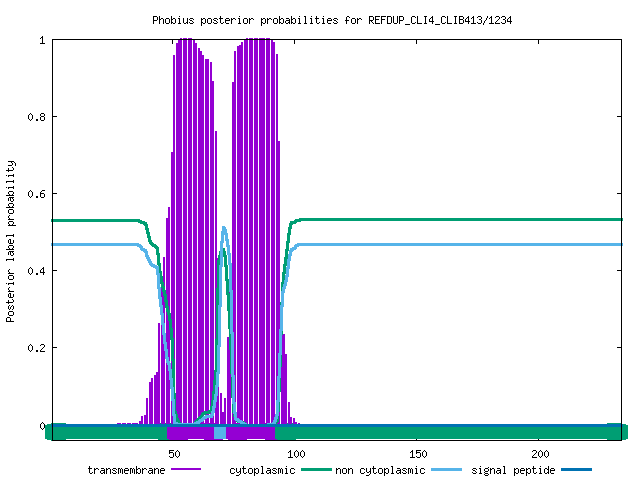 Phobius posterior probabilities for REFDUP_CLI4_CLIB413/1234
1
0.8
0.6
0.4
0.2
0
Posterior label probability
50 100 150 200
transmembrane cytoplasmic non cytoplasmic signal peptide